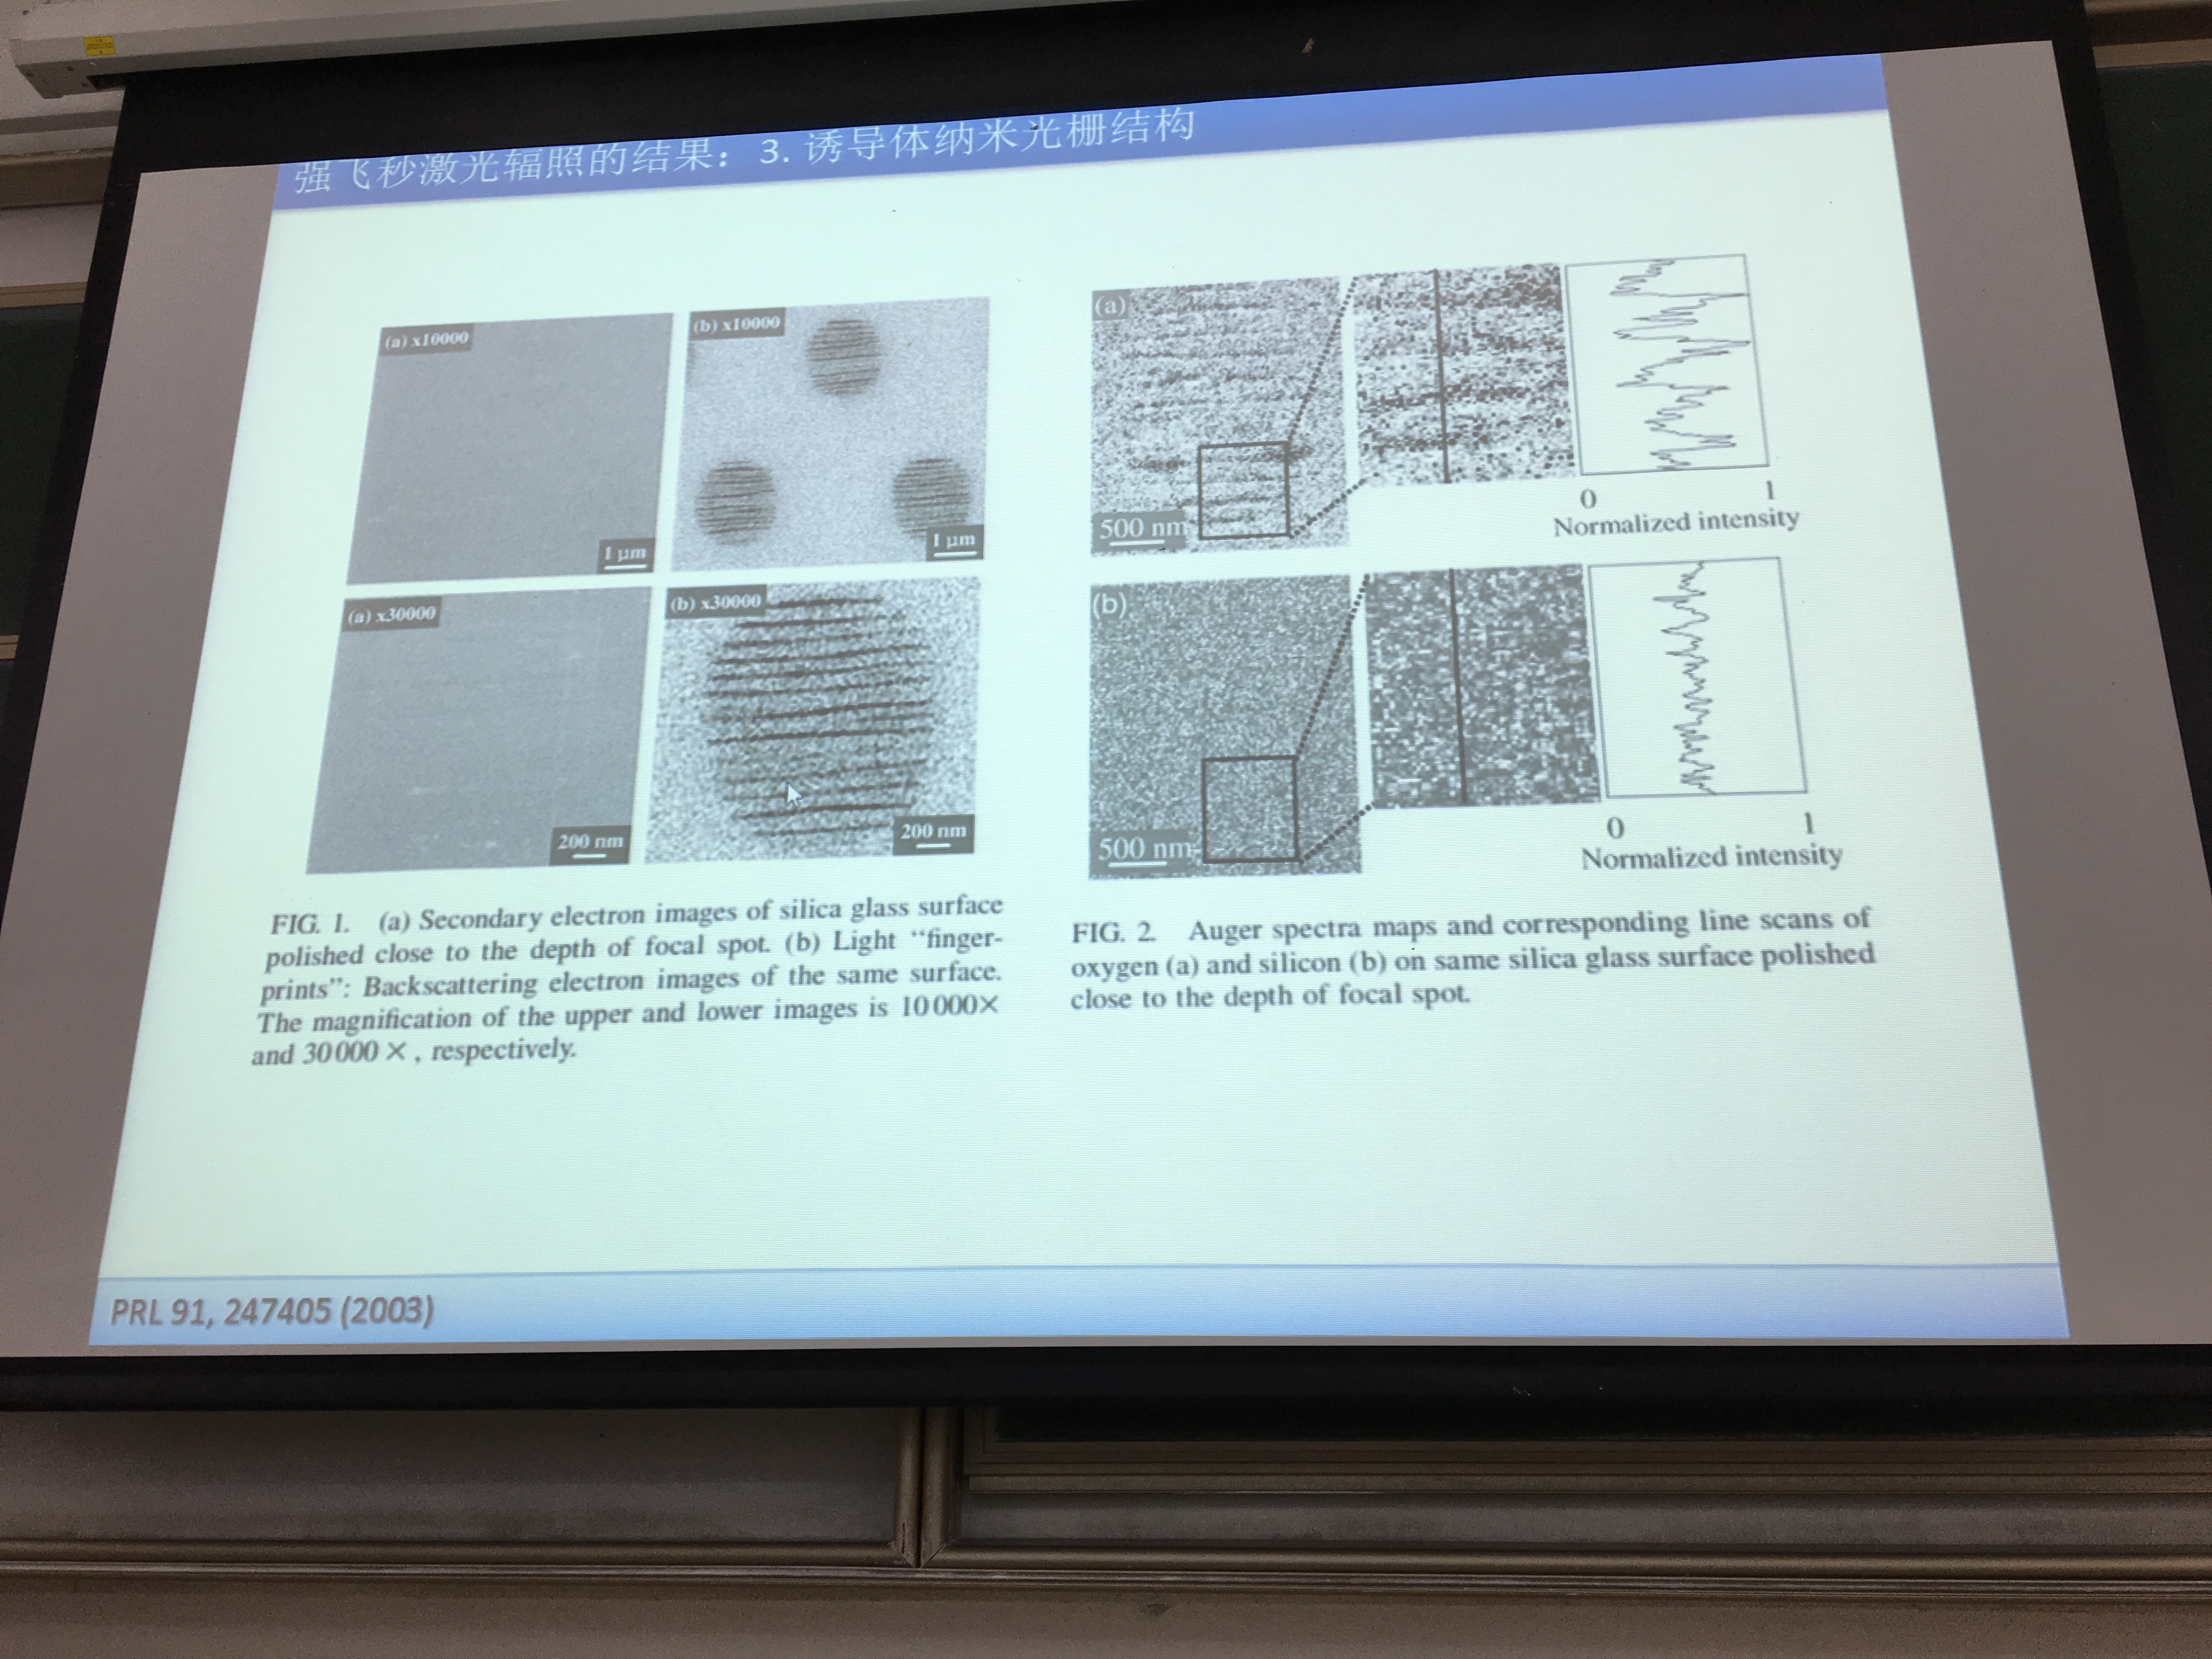 强飞秒激光辐照的结果：3. 诱导体纳米光栅结构
(a) x10000
1 µm
(b) x10000
1 µm
(a) x30000
200 nm
(b) x30000
200 nm
FIG. 1. (a) Secondary electron images of silica glass surface
polished close to the depth of focal spot. (b) Light “finger-
prints”: Backscattering electron images of the same surface.
The magnification of the upper and lower images is 10 000×
and 30 000 ×, respectively.
(a)
500 nm
0 1
Normalized intensity
(b)
500 nm
0 1
Normalized intensity
FIG. 2. Auger spectra maps and corresponding line scans of
oxygen (a) and silicon (b) on same silica glass surface polished
close to the depth of focal spot.
PRL 91, 247405 (2003)